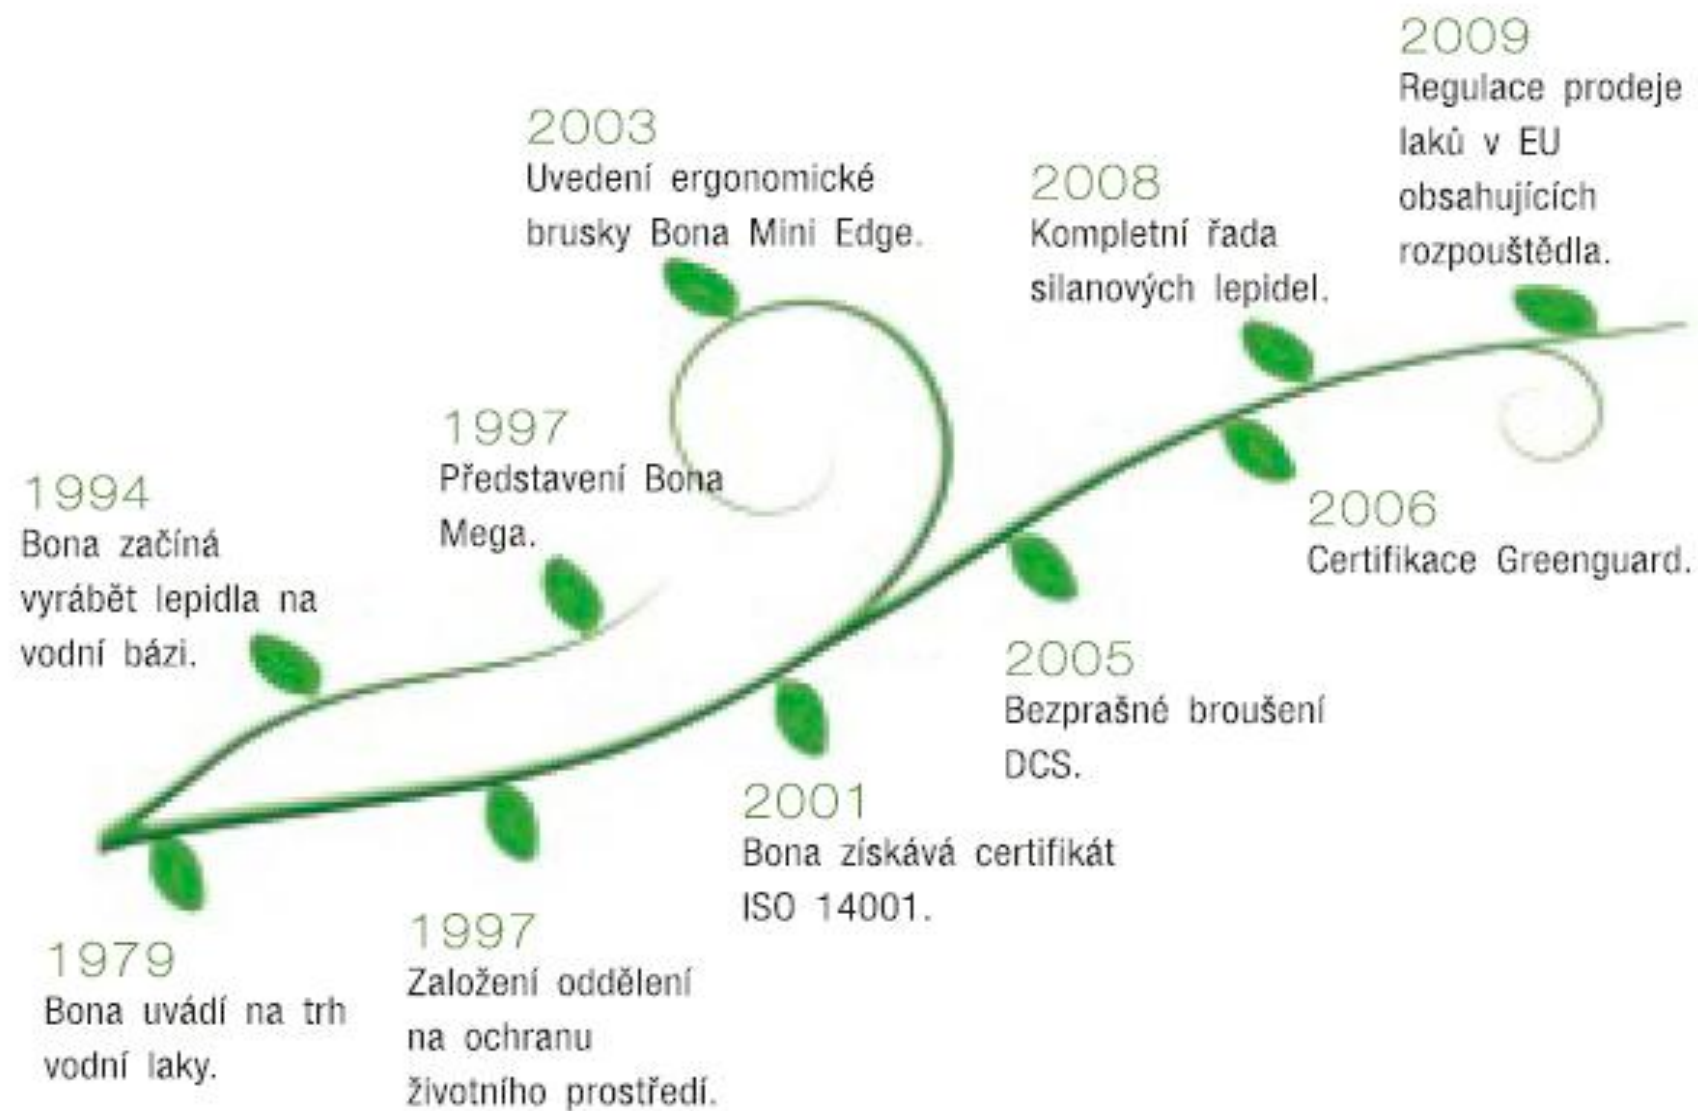 2009
Regulace prodeje
laků v EU
obsahujících
rozpouštědla.
2003
Uvedení ergonomické
brusky Bona Mini Edge.
2008
Kompletní řada
silanových lepidel.
1997
Představení Bona
Mega.
1994
Bona začíná
vyrábět lepidla na
vodní bázi.
2006
Certifikace Greenguard.
2005
Bezprašné broušení
DCS.
2001
Bona získává certifikát
ISO 14001.
1997
Založení oddělení
na ochranu
životního prostředí.
1979
Bona uvádí na trh
vodní laky.